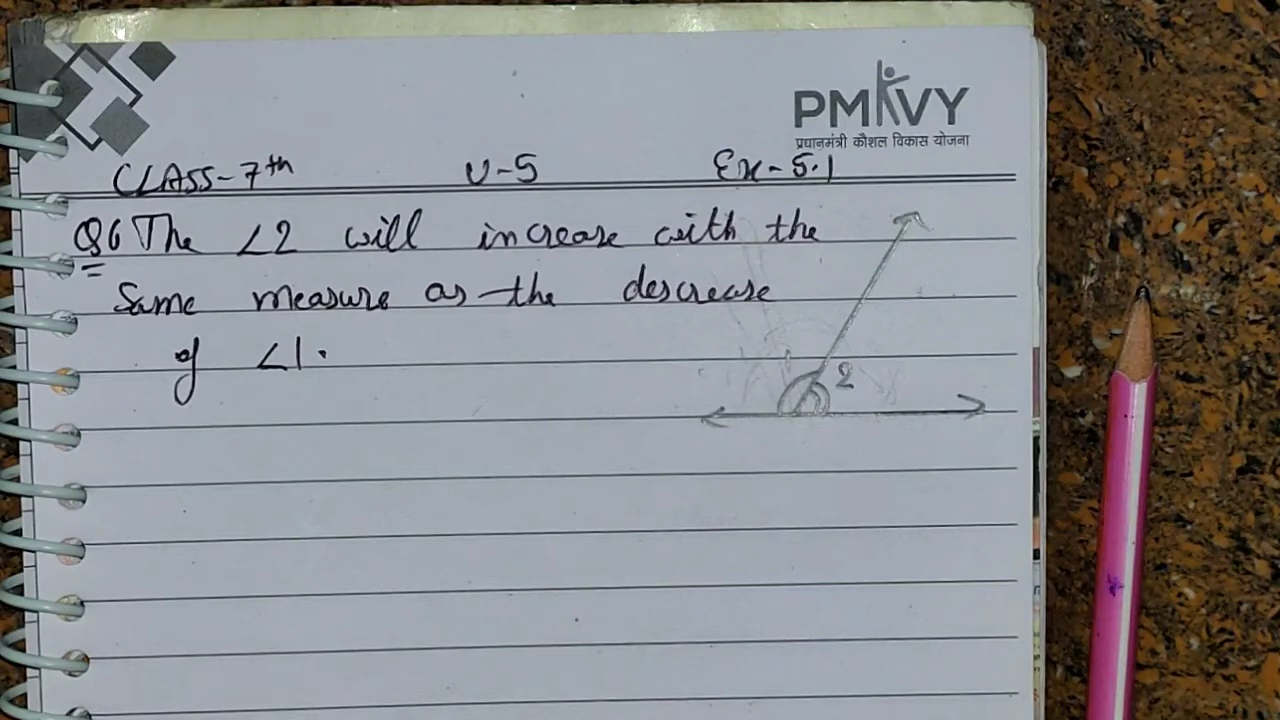 PMKVY
प्रधानमंत्री कौशल विकास योजना
CLASS-7th U-5 Ex-5.1
Q6 The ∠2 will increase with the
Same measure as the descrease
of ∠1.
2